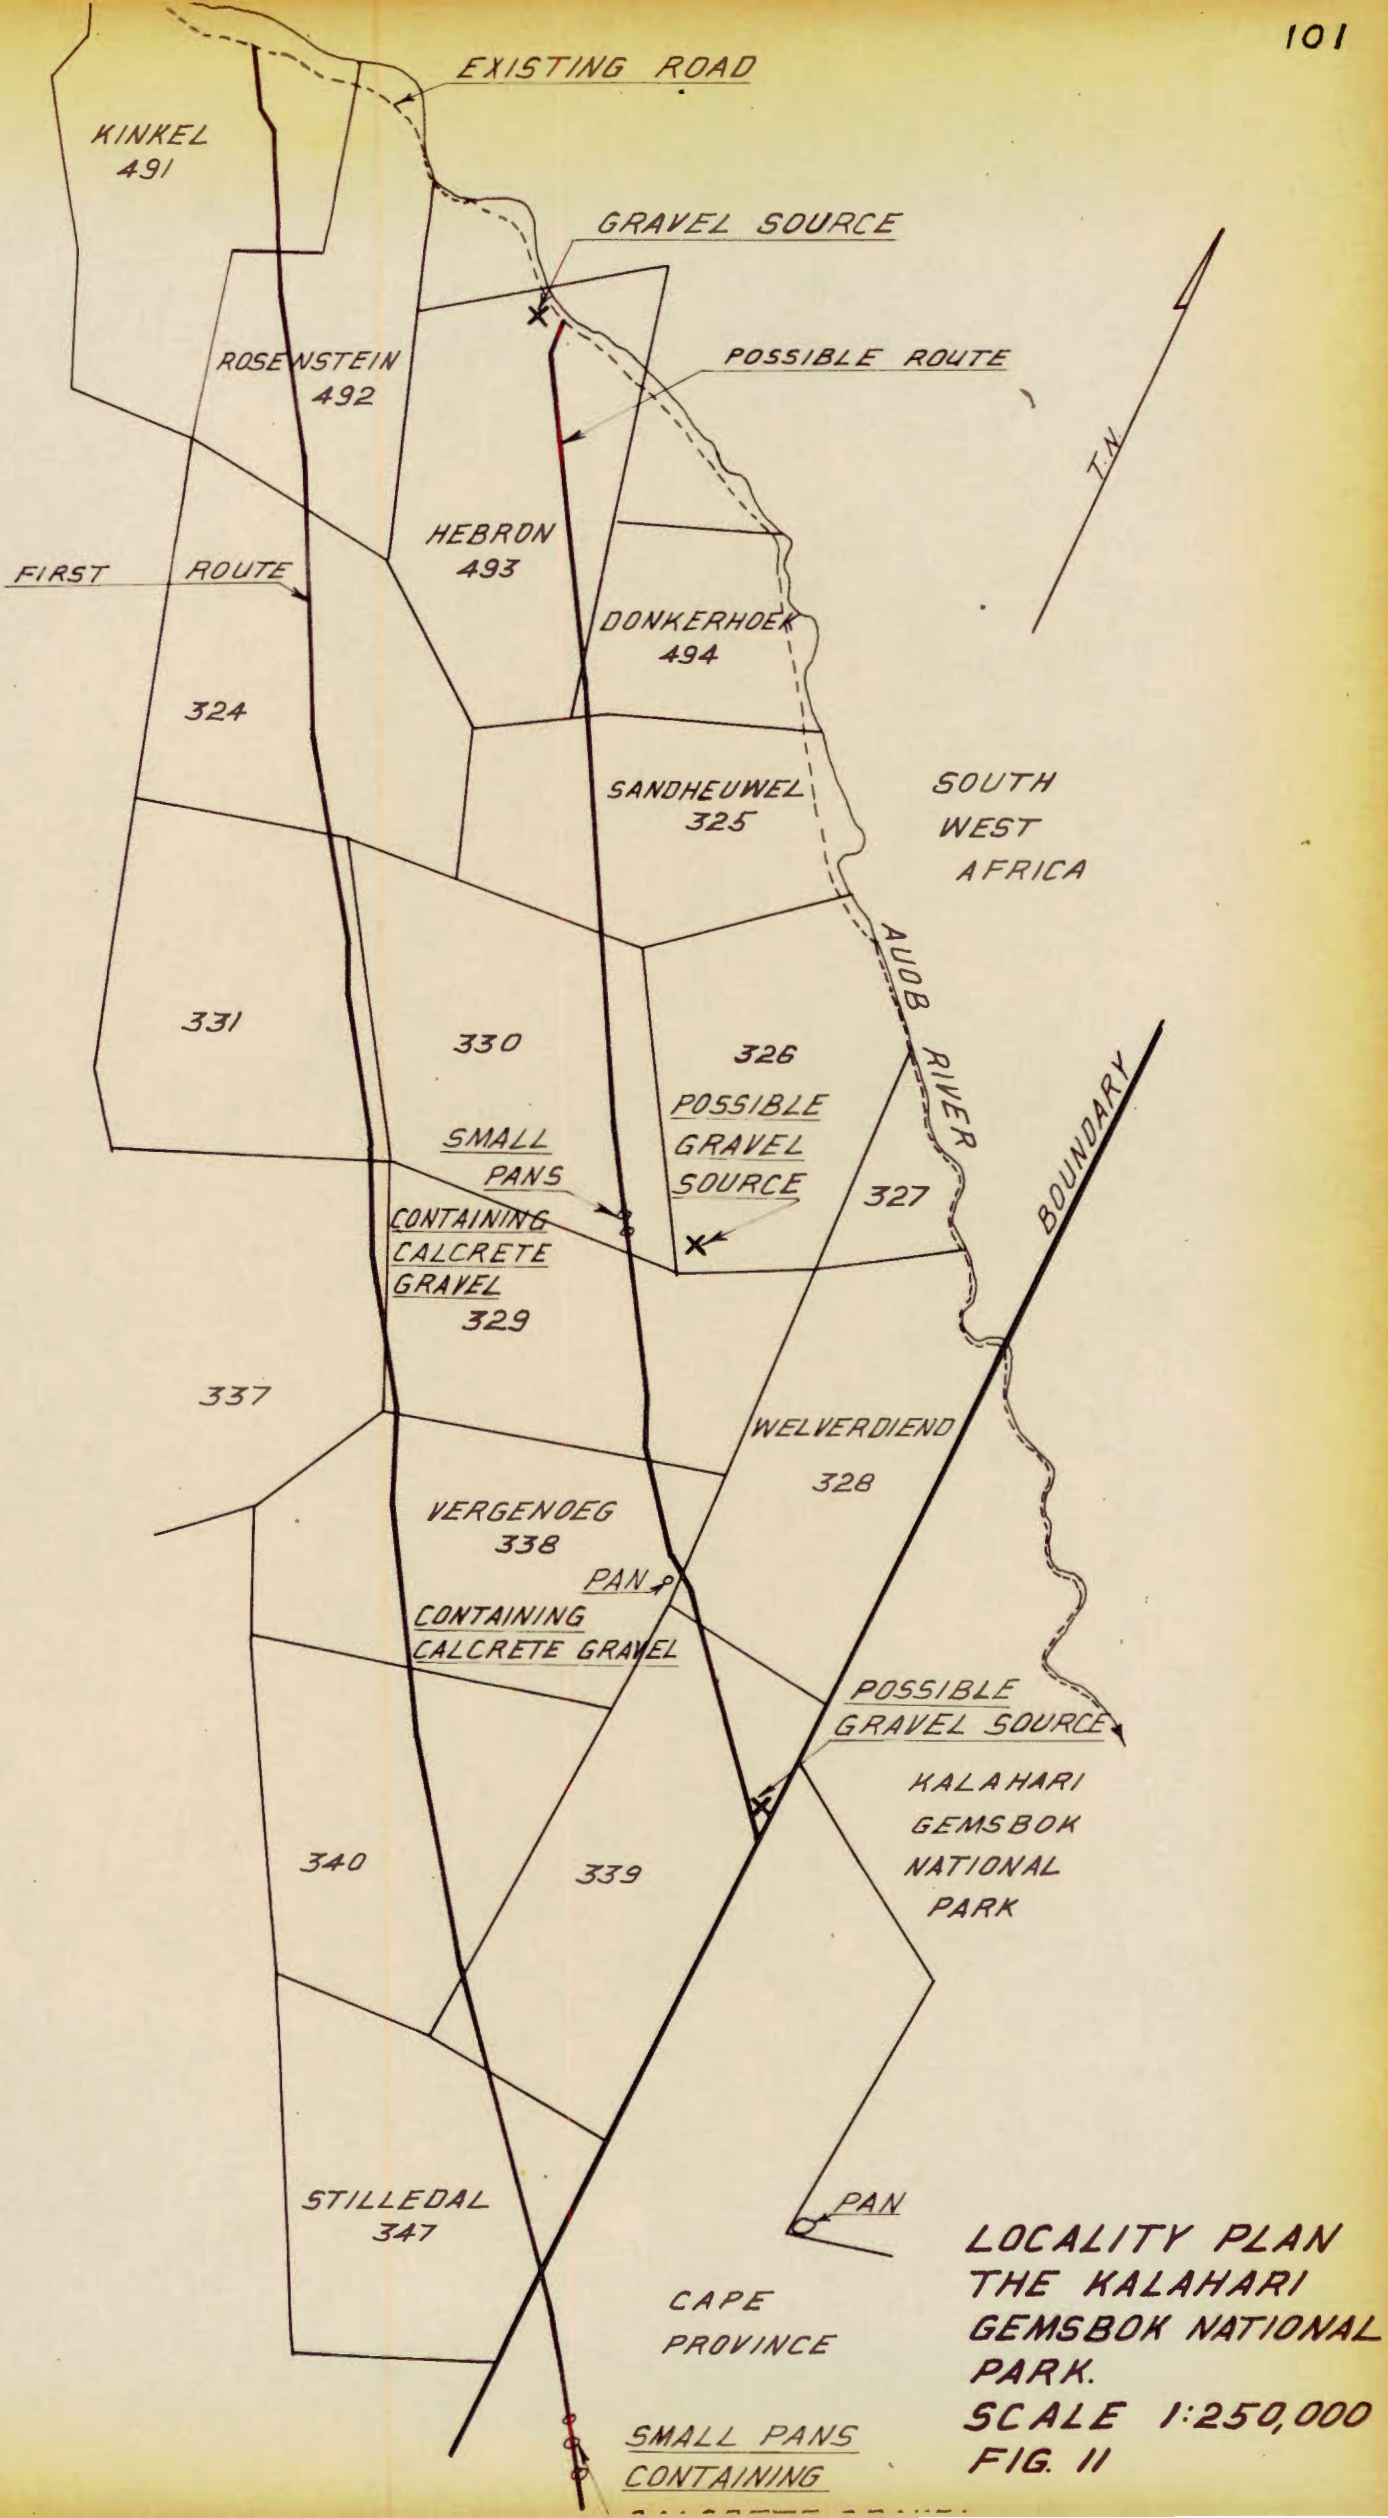 101
EXISTING ROAD
KINKEL
491
GRAVEL SOURCE
ROSENSTEIN
492
POSSIBLE ROUTE
T.N.
HEBRON
493
FIRST ROUTE
DONKERHOEK
494
324
SANDHEUWEL
325
SOUTH
WEST
AFRICA
AUOB RIVER
331
330
326
POSSIBLE
GRAVEL
SOURCE
SMALL
PANS
CONTAINING
CALCRETE
GRAVEL
329
327
BOUNDARY
337
WELVERDIEND
328
VERGENOEG
338
PAN
CONTAINING
CALCRETE GRAVEL
POSSIBLE
GRAVEL SOURCE
KALAHARI
GEMSBOK
NATIONAL
PARK
340
339
STILLEDAL
347
PAN
CAPE
PROVINCE
LOCALITY PLAN
THE KALAHARI
GEMSBOK NATIONAL
PARK.
SCALE 1:250,000
FIG. 11
SMALL PANS
CONTAINING